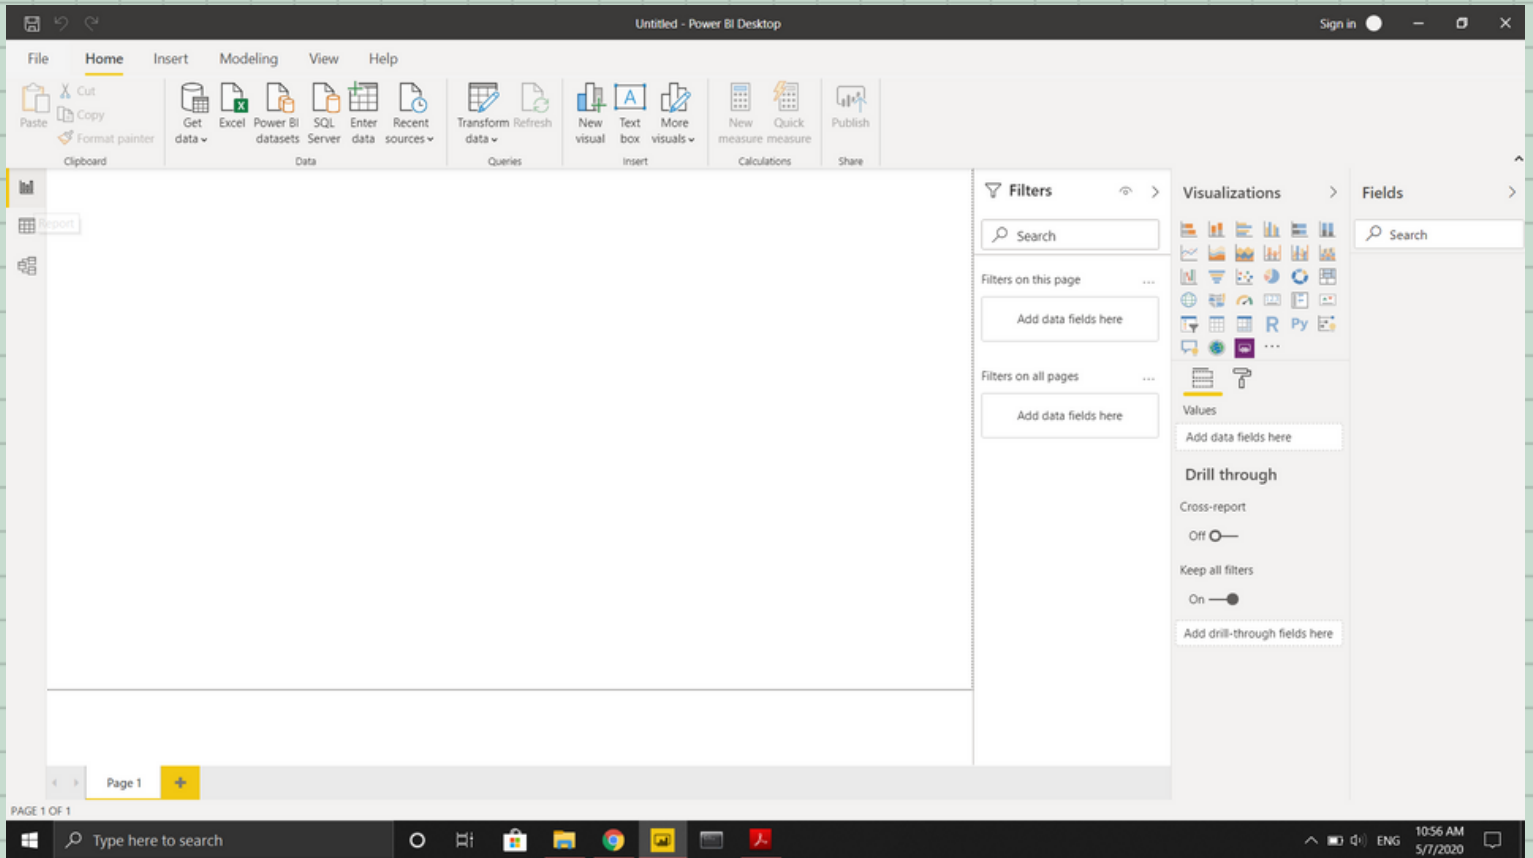 Untitled - Power BI Desktop
Sign in
File Home Insert Modeling View Help
Paste
Cut
Copy
Format painter
Clipboard
Get data
Excel
Power BI datasets
SQL Server
Enter data
Recent sources
Data
Transform data
Refresh
Queries
New visual
Text box
More visuals
Insert
New measure
Quick measure
Calculations
Publish
Share
Report
Filters
Search
Filters on this page
Add data fields here
Filters on all pages
Add data fields here
Visualizations
R Py
Values
Add data fields here
Drill through
Cross-report
Off
Keep all filters
On
Add drill-through fields here
Fields
Search
Page 1
PAGE 1 OF 1
Type here to search
ENG
10:56 AM
5/7/2020